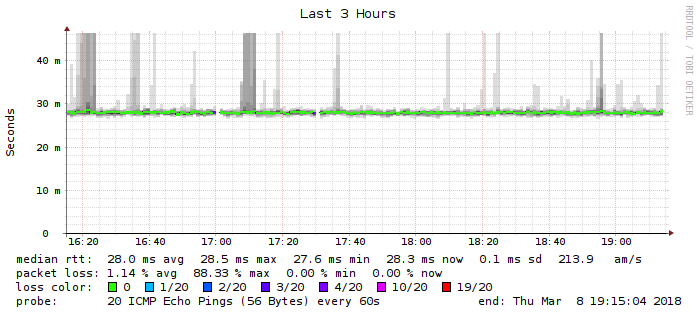 Last 3 Hours
RRDTOOL / TOBI OETIKER
Seconds
40 m
30 m
20 m
10 m
0
16:20 16:40 17:00 17:20 17:40 18:00 18:20 18:40 19:00
median rtt: 28.0 ms avg 28.5 ms max 27.6 ms min 28.3 ms now 0.1 ms sd 213.9 am/s
packet loss: 1.14 % avg 88.33 % max 0.00 % min 0.00 % now
loss color: 0 1/20 2/20 3/20 4/20 10/20 19/20
probe: 20 ICMP Echo Pings (56 Bytes) every 60s end: Thu Mar 8 19:15:04 2018